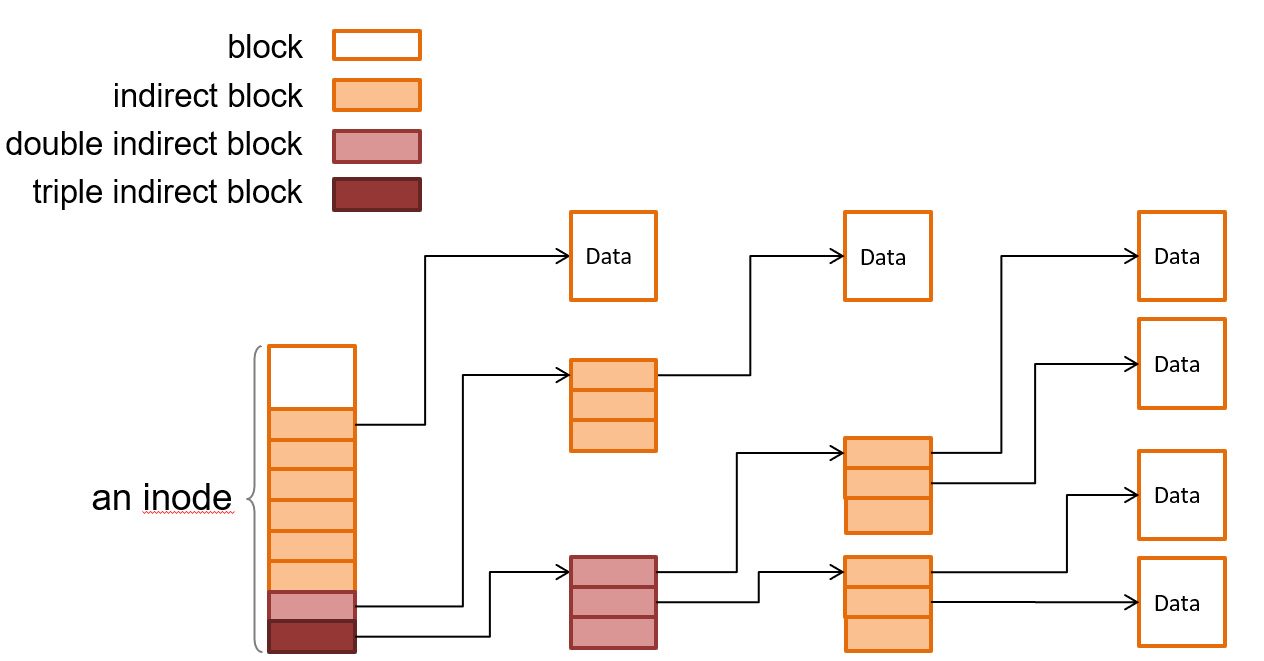 block
indirect block
double indirect block
triple indirect block
Data
Data
Data
Data
an inode
Data
Data